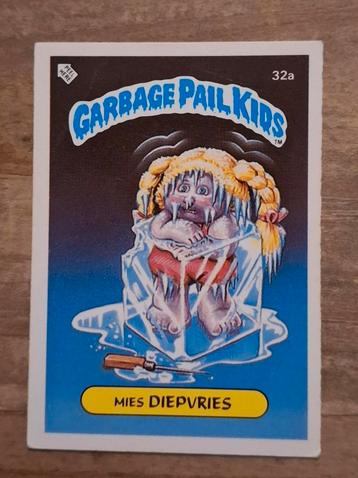 32a
GARBAGE PAIL KIDS
TM
MIES DIEPVRIES